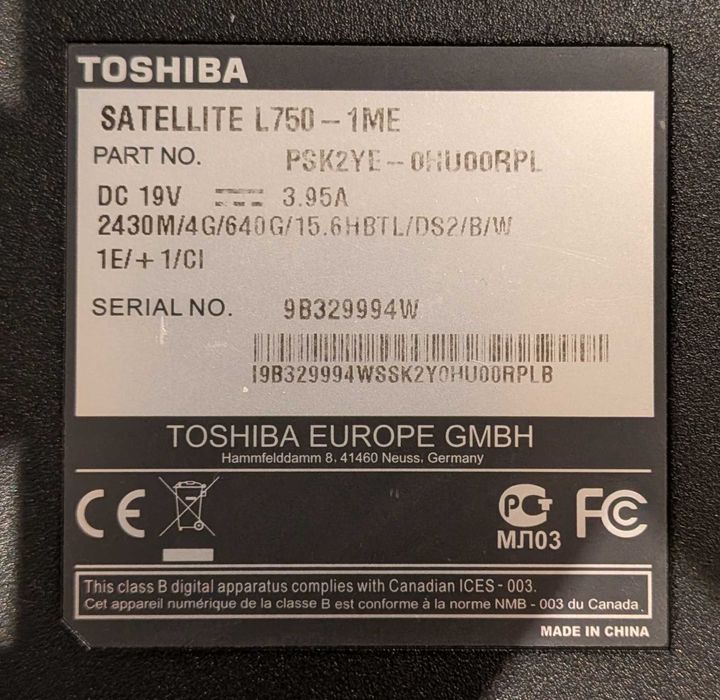 TOSHIBA
SATELLITE L750-1ME
PART NO. PSK2YE-0HU00RPL
DC 19V ⎓ 3.95A
2430M/4G/640G/15.6HBTL/DS2/B/W
1E/+1/CI
SERIAL NO. 9B329994W
I9B329994WSSK2Y0HU00RPLB
TOSHIBA EUROPE GMBH
Hammfelddamm 8, 41460 Neuss, Germany
CE
PCT FC
МЛ03
This class B digital apparatus complies with Canadian ICES - 003.
Cet appareil numérique de la classe B est conforme à la norme NMB - 003 du Canada.
MADE IN CHINA